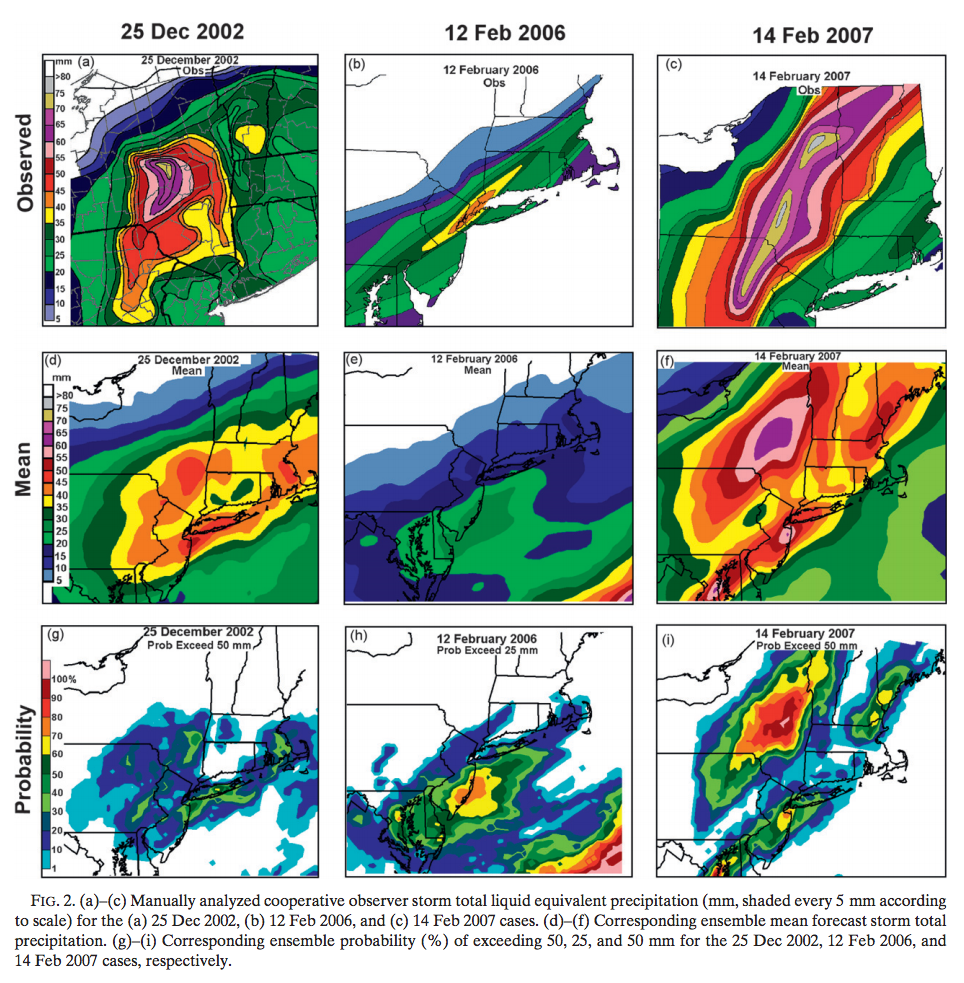 25 Dec 2002
12 Feb 2006
14 Feb 2007
Observed
(a)
25 December 2002
Obs
mm
>80
75
70
65
60
55
50
45
40
35
30
25
20
15
10
5
(b)
12 February 2006
Obs
(c)
14 February 2007
Obs
Mean
(d)
25 December 2002
Mean
mm
>80
75
70
65
60
55
50
45
40
35
30
25
20
15
10
5
(e)
12 February 2006
Mean
(f)
14 February 2007
Mean
Probability
(g)
25 December 2002
Prob Exceed 50 mm
100%
90
80
70
60
50
40
30
20
10
1
(h)
12 February 2006
Prob Exceed 25 mm
(i)
14 February 2007
Prob Exceed 50 mm
FIG. 2. (a)–(c) Manually analyzed cooperative observer storm total liquid equivalent precipitation (mm, shaded every 5 mm according
to scale) for the (a) 25 Dec 2002, (b) 12 Feb 2006, and (c) 14 Feb 2007 cases. (d)–(f) Corresponding ensemble mean forecast storm total
precipitation. (g)–(i) Corresponding ensemble probability (%) of exceeding 50, 25, and 50 mm for the 25 Dec 2002, 12 Feb 2006, and
14 Feb 2007 cases, respectively.